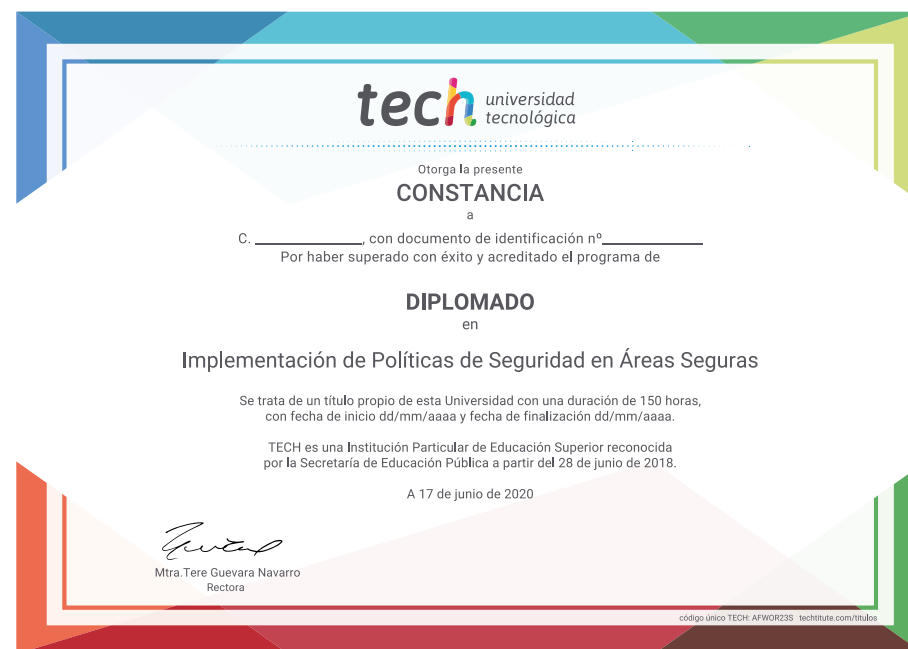 tech universidad
tecnológica
Otorga la presente
CONSTANCIA
a
C. ______________, con documento de identificación nº______________
Por haber superado con éxito y acreditado el programa de
DIPLOMADO
en
Implementación de Políticas de Seguridad en Áreas Seguras
Se trata de un título propio de esta Universidad con una duración de 150 horas,
con fecha de inicio dd/mm/aaaa y fecha de finalización dd/mm/aaaa.
TECH es una Institución Particular de Educación Superior reconocida
por la Secretaría de Educación Pública a partir del 28 de junio de 2018.
A 17 de junio de 2020
Mtra.Tere Guevara Navarro
Rectora
código único TECH: AFWOR23S techtitute.com/titulos